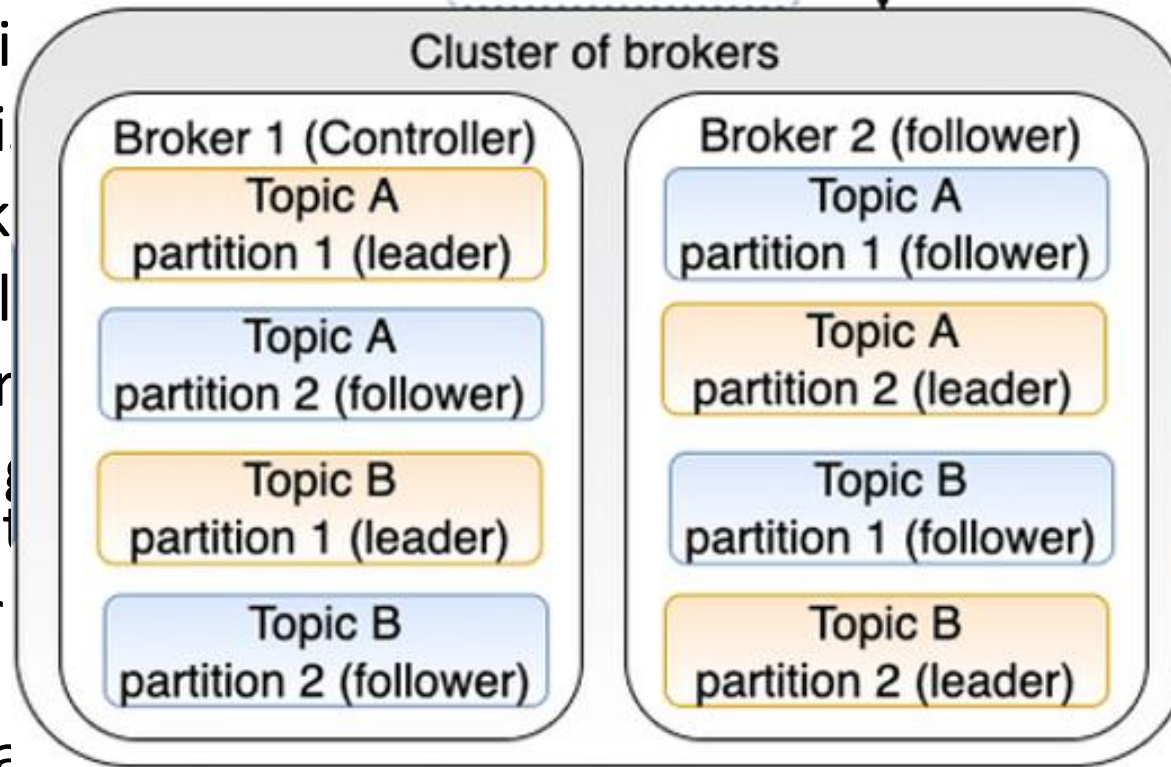 Cluster of brokers
Broker 1 (Controller)
Topic A
partition 1 (leader)
Topic A
partition 2 (follower)
Topic B
partition 1 (leader)
Topic B
partition 2 (follower)
Broker 2 (follower)
Topic A
partition 1 (follower)
Topic A
partition 2 (leader)
Topic B
partition 1 (follower)
Topic B
partition 2 (leader)